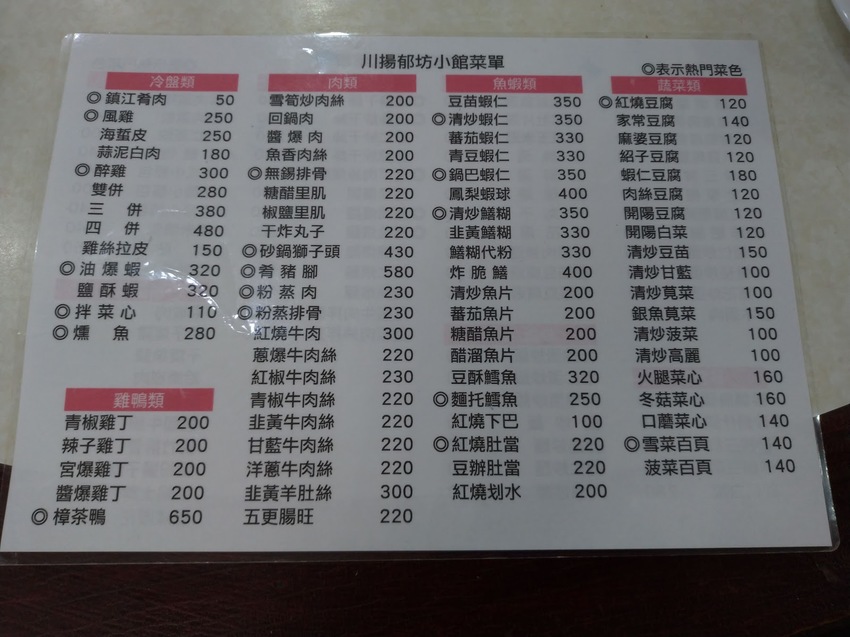 川揚郁坊小館菜單
◎表示熱門菜色
冷盤類
◎鎮江肴肉 50
◎風雞 250
海蜇皮 250
蒜泥白肉 180
◎醉雞 300
雙併 280
三併 380
四併 480
雞絲拉皮 150
◎油爆蝦 320
鹽酥蝦 320
◎拌菜心 110
◎燻魚 280
雞鴨類
青椒雞丁 200
辣子雞丁 200
宮爆雞丁 200
醬爆雞丁 200
◎樟茶鴨 650
肉類
雪筍炒肉絲 200
回鍋肉 200
醬爆肉 200
魚香肉絲 200
◎無錫排骨 220
糖醋里肌 220
椒鹽里肌 220
干炸丸子 220
◎砂鍋獅子頭 430
◎肴豬腳 580
◎粉蒸肉 230
◎粉蒸排骨 230
紅燒牛肉 300
蔥爆牛肉絲 220
紅椒牛肉絲 230
青椒牛肉絲 220
韭黃牛肉絲 220
甘藍牛肉絲 220
洋蔥牛肉絲 220
韭黃羊肚絲 300
五更腸旺 220
魚蝦類
豆苗蝦仁 350
◎清炒蝦仁 350
蕃茄蝦仁 330
青豆蝦仁 330
◎鍋巴蝦仁 350
鳳梨蝦球 400
◎清炒鱔糊 350
韭黃鱔糊 330
鱔糊代粉 330
炸脆鱔 400
清炒魚片 200
蕃茄魚片 200
糖醋魚片 200
醋溜魚片 200
豆酥鱈魚 320
◎麵托鱈魚 250
紅燒下巴 100
◎紅燒肚當 220
豆辦肚當 220
紅燒划水 200
蔬菜類
◎紅燒豆腐 120
家常豆腐 140
麻婆豆腐 120
紹子豆腐 120
蝦仁豆腐 180
肉絲豆腐 120
開陽豆腐 120
開陽白菜 120
清炒豆苗 150
清炒甘藍 100
清炒莧菜 100
銀魚莧菜 150
清炒菠菜 100
清炒高麗 100
火腿菜心 160
冬菇菜心 160
口蘑菜心 140
◎雪菜百頁 140
菠菜百頁 140